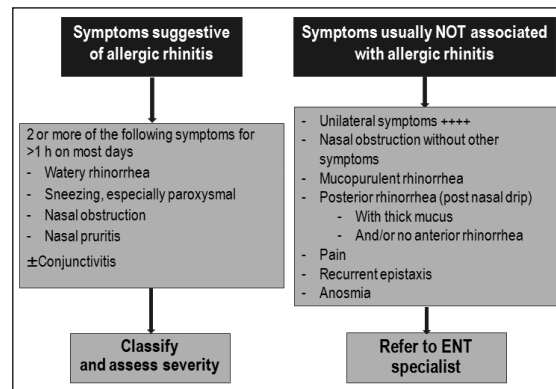 Symptoms suggestive
of allergic rhinitis
2 or more of the following symptoms for
>1 h on most days
- Watery rhinorrhea
- Sneezing, especially paroxysmal
- Nasal obstruction
- Nasal pruritis
±Conjunctivitis
Classify
and assess severity
Symptoms usually NOT associated
with allergic rhinitis
- Unilateral symptoms ++++
- Nasal obstruction without other
symptoms
- Mucopurulent rhinorrhea
- Posterior rhinorrhea (post nasal drip)
- With thick mucus
- And/or no anterior rhinorrhea
- Pain
- Recurrent epistaxis
- Anosmia
Refer to ENT
specialist